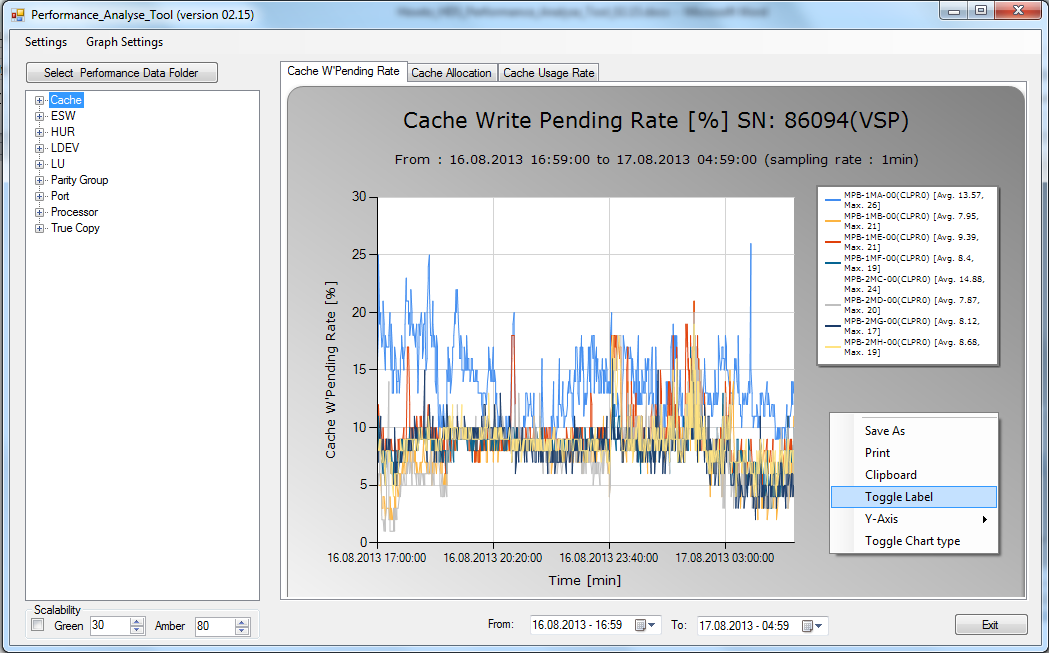 Performance_Analyse_Tool (version 02.15)
Settings Graph Settings
Select Performance Data Folder
Cache
ESW
HUR
LDEV
LU
Parity Group
Port
Processor
True Copy
Cache W'Pending Rate Cache Allocation Cache Usage Rate
Cache Write Pending Rate [%] SN: 86094(VSP)
From : 16.08.2013 16:59:00 to 17.08.2013 04:59:00 (sampling rate : 1min)
Cache W'Pending Rate [%]
30
25
20
15
10
5
0
16.08.2013 17:00:00 16.08.2013 20:20:00 16.08.2013 23:40:00 17.08.2013 03:00:00
Time [min]
MPB-1MA-00(CLPR0) [Avg. 13.57,
Max. 26]
MPB-1MB-00(CLPR0) [Avg. 7.95,
Max. 21]
MPB-1ME-00(CLPR0) [Avg. 9.39,
Max. 21]
MPB-1MF-00(CLPR0) [Avg. 8.4,
Max. 19]
MPB-2MC-00(CLPR0) [Avg. 14.88,
Max. 24]
MPB-2MD-00(CLPR0) [Avg. 7.87,
Max. 20]
MPB-2MG-00(CLPR0) [Avg. 8.12,
Max. 17]
MPB-2MH-00(CLPR0) [Avg. 8.68,
Max. 19]
Save As
Print
Clipboard
Toggle Label
Y-Axis
Toggle Chart type
Scalability
Green 30 Amber 80
From: 16.08.2013 - 16:59 To: 17.08.2013 - 04:59
Exit